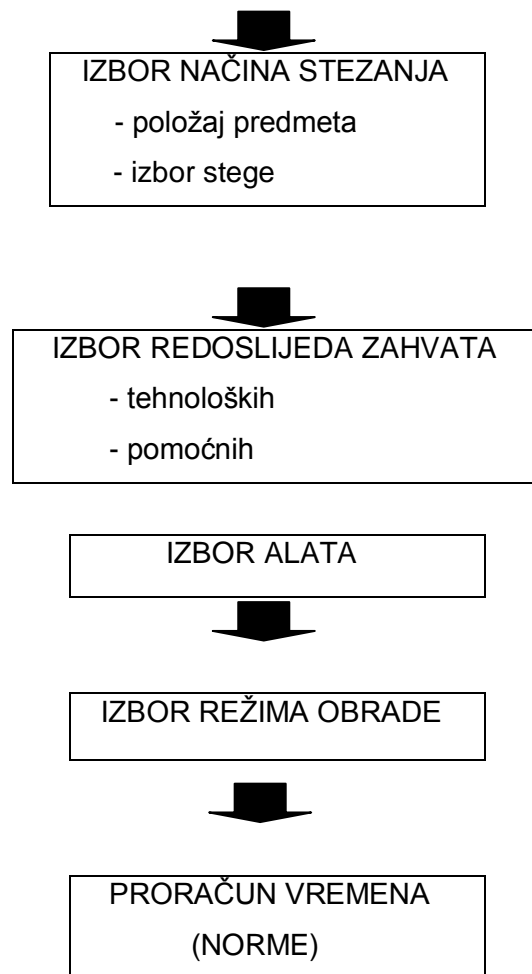 IZBOR NAČINA STEZANJA
- položaj predmeta
- izbor stege
IZBOR REDOSLIJEDA ZAHVATA
- tehnoloških
- pomoćnih
IZBOR ALATA
IZBOR REŽIMA OBRADE
PRORAČUN VREMENA
(NORME)